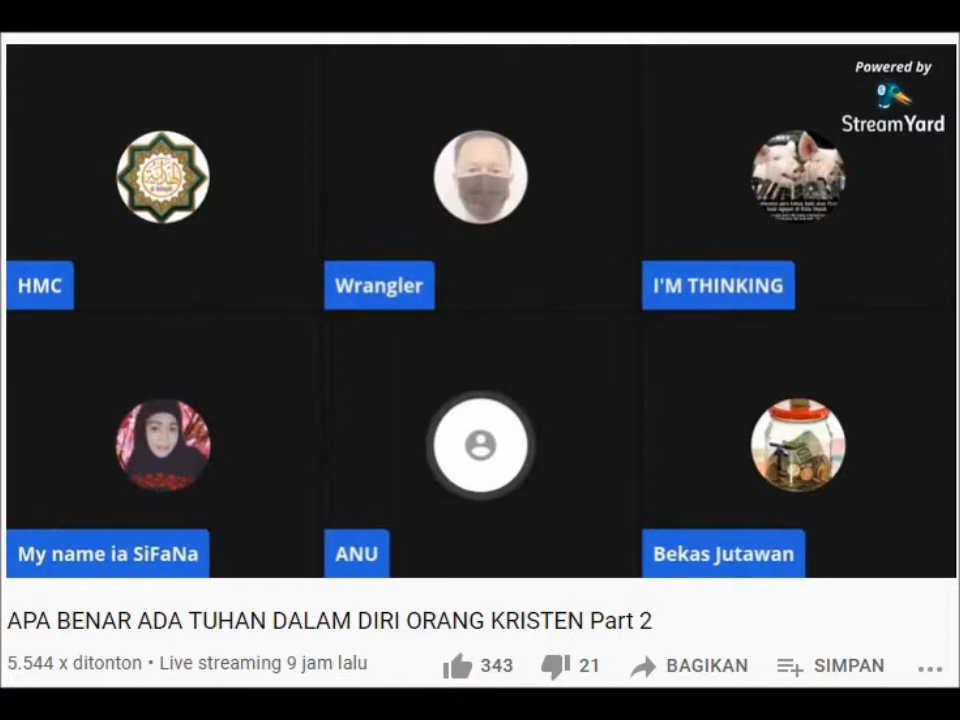 Powered by
StreamYard
HMC
Wrangler
I'M THINKING
My name ia SiFaNa
ANU
Bekas Jutawan
APA BENAR ADA TUHAN DALAM DIRI ORANG KRISTEN Part 2
5.544 x ditonton • Live streaming 9 jam lalu
343
21
BAGIKAN
SIMPAN